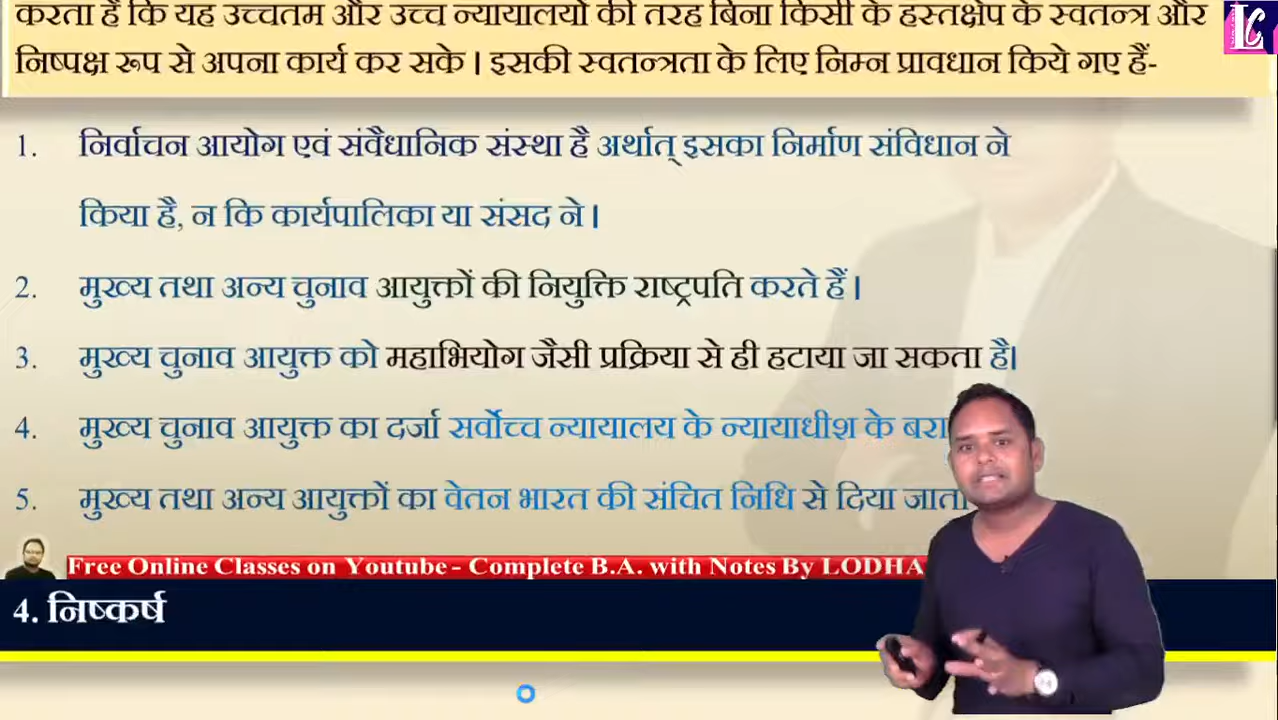 करता है कि यह उच्चतम और उच्च न्यायालयों की तरह बिना किसी के हस्तक्षेप के स्वतन्त्र और
निष्पक्ष रूप से अपना कार्य कर सके। इसकी स्वतन्त्रता के लिए निम्न प्रावधान किये गए हैं-
1. निर्वाचन आयोग एवं संवैधानिक संस्था है अर्थात् इसका निर्माण संविधान ने
किया है, न कि कार्यपालिका या संसद ने।
2. मुख्य तथा अन्य चुनाव आयुक्तों की नियुक्ति राष्ट्रपति करते हैं।
3. मुख्य चुनाव आयुक्त को महाभियोग जैसी प्रक्रिया से ही हटाया जा सकता है।
4. मुख्य चुनाव आयुक्त का दर्जा सर्वोच्च न्यायालय के न्यायाधीश के बरा
5. मुख्य तथा अन्य आयुक्तों का वेतन भारत की संचित निधि से दिया जाता
Free Online Classes on Youtube - Complete B.A. with Notes By LODHA
4. निष्कर्ष